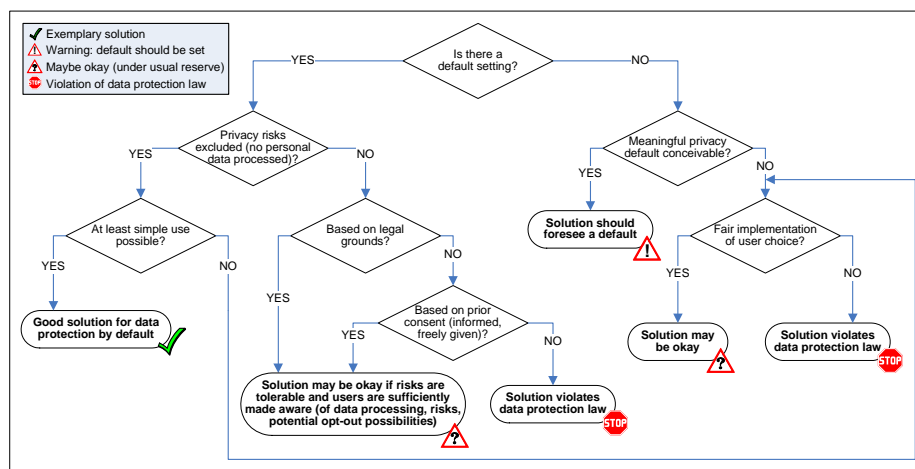 Exemplary solution
Warning: default should be set
Maybe okay (under usual reserve)
STOP
Violation of data protection law
Is there a
default setting?
YES
NO
Privacy risks
excluded (no personal
data processed)?
Meaningful privacy
default conceivable?
YES
NO
YES
NO
At least simple use
possible?
Based on legal
grounds?
Solution should
foresee a default
Fair implementation
of user choice?
YES
NO
YES
NO
YES
NO
Good solution for data
protection by default
Based on prior
consent (informed,
freely given)?
Solution may
be okay
Solution violates
data protection law
STOP
YES
NO
Solution may be okay if risks are
tolerable and users are sufficiently
made aware (of data processing, risks,
potential opt-out possibilities)
Solution violates
data protection law
STOP